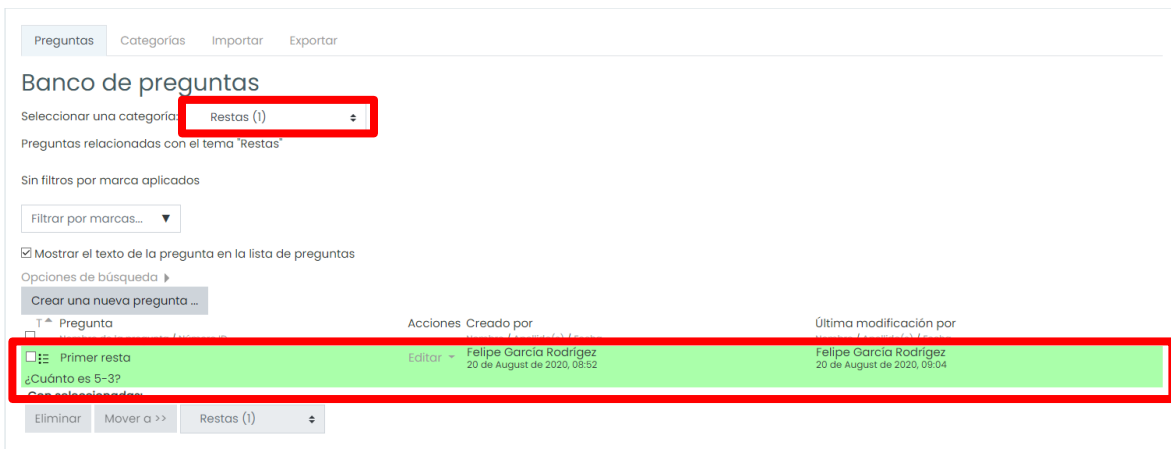 Preguntas Categorías Importar Exportar
Banco de preguntas
Seleccionar una categoría: Restas (1)
Preguntas relacionadas con el tema "Restas"
Sin filtros por marca aplicados
Filtrar por marcas...
Mostrar el texto de la pregunta en la lista de preguntas
Opciones de búsqueda
Crear una nueva pregunta ...
T Pregunta Acciones Creado por Última modificación por
Primer resta Editar Felipe García Rodrígez Felipe García Rodrígez
20 de August de 2020, 08:52 20 de August de 2020, 09:04
¿Cuánto es 5-3?
Con seleccionadas:
Eliminar Mover a >> Restas (1)